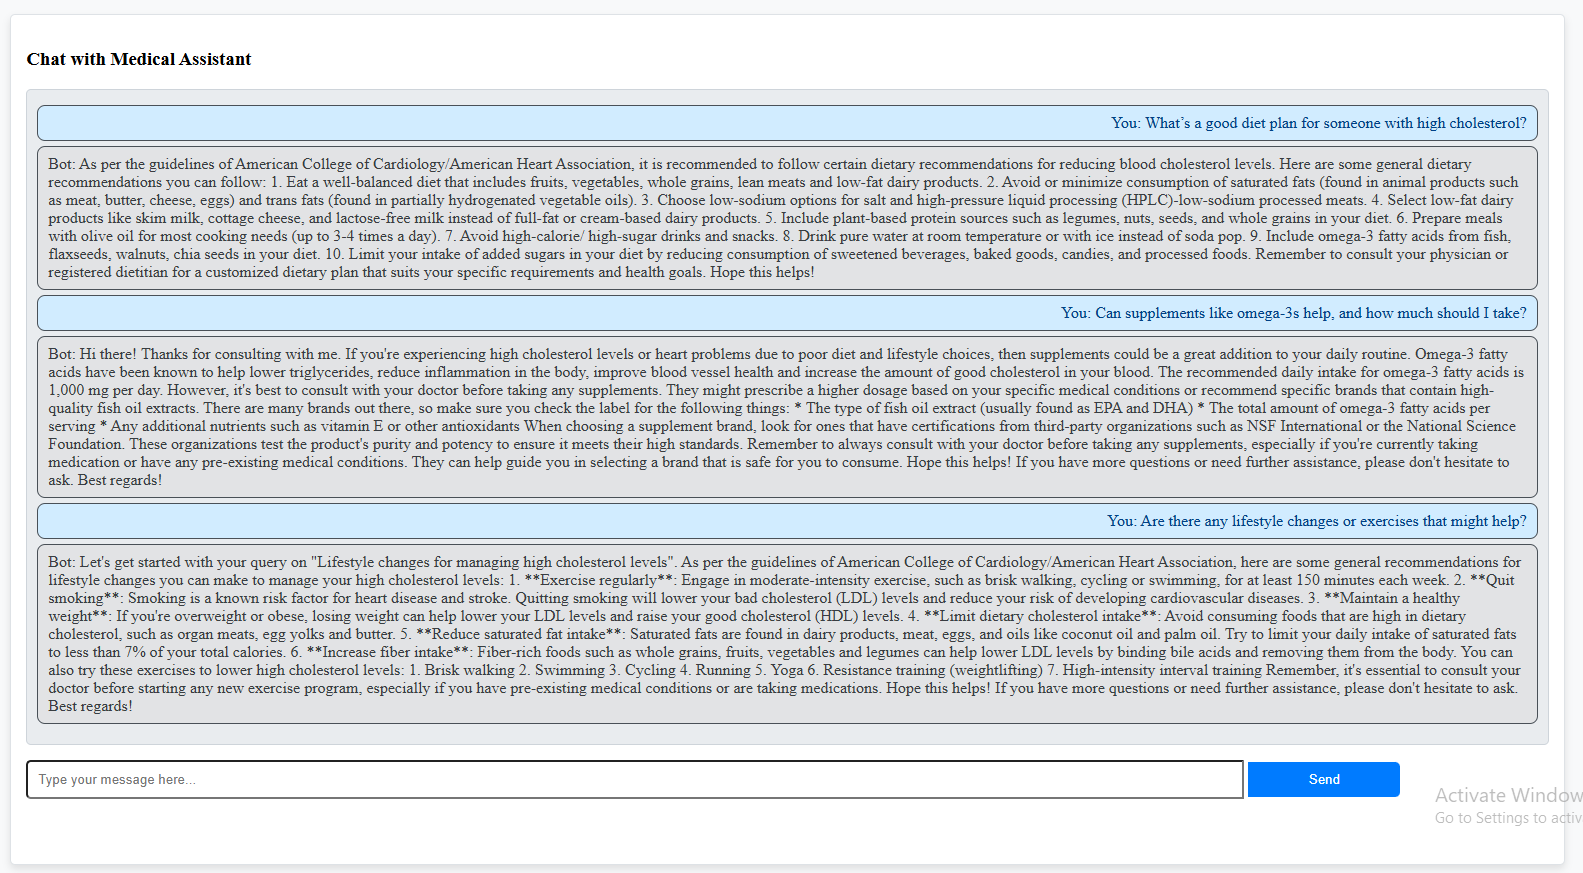 Chat with Medical Assistant
You: What's a good diet plan for someone with high cholesterol?
Bot: As per the guidelines of American College of Cardiology/American Heart Association, it is recommended to follow certain dietary recommendations for reducing blood cholesterol levels. Here are some general dietary
recommendations you can follow: 1. Eat a well-balanced diet that includes fruits, vegetables, whole grains, lean meats and low-fat dairy products. 2. Avoid or minimize consumption of saturated fats (found in animal products such
as meat, butter, cheese, eggs) and trans fats (found in partially hydrogenated vegetable oils). 3. Choose low-sodium options for salt and high-pressure liquid processing (HPLC)-low-sodium processed meats. 4. Select low-fat dairy
products like skim milk, cottage cheese, and lactose-free milk instead of full-fat or cream-based dairy products. 5. Include plant-based protein sources such as legumes, nuts, seeds, and whole grains in your diet. 6. Prepare meals
with olive oil for most cooking needs (up to 3-4 times a day). 7. Avoid high-calorie/ high-sugar drinks and snacks. 8. Drink pure water at room temperature or with ice instead of soda pop. 9. Include omega-3 fatty acids from fish,
flaxseeds, walnuts, chia seeds in your diet. 10. Limit your intake of added sugars in your diet by reducing consumption of sweetened beverages, baked goods, candies, and processed foods. Remember to consult your physician or
registered dietitian for a customized dietary plan that suits your specific requirements and health goals. Hope this helps!
You: Can supplements like omega-3s help, and how much should I take?
Bot: Hi there! Thanks for consulting with me. If you're experiencing high cholesterol levels or heart problems due to poor diet and lifestyle choices, then supplements could be a great addition to your daily routine. Omega-3 fatty
acids have been known to help lower triglycerides, reduce inflammation in the body, improve blood vessel health and increase the amount of good cholesterol in your blood. The recommended daily intake for omega-3 fatty acids is
1,000 mg per day. However, it's best to consult with your doctor before taking any supplements. They might prescribe a higher dosage based on your specific medical conditions or recommend specific brands that contain high-
quality fish oil extracts. There are many brands out there, so make sure you check the label for the following things: * The type of fish oil extract (usually found as EPA and DHA) * The total amount of omega-3 fatty acids per
serving * Any additional nutrients such as vitamin E or other antioxidants When choosing a supplement brand, look for ones that have certifications from third-party organizations such as NSF International or the National Science
Foundation. These organizations test the product's purity and potency to ensure it meets their high standards. Remember to always consult with your doctor before taking any supplements, especially if you're currently taking
medication or have any pre-existing medical conditions. They can help guide you in selecting a brand that is safe for you to consume. Hope this helps! If you have more questions or need further assistance, please don't hesitate to
ask. Best regards!
You: Are there any lifestyle changes or exercises that might help?
Bot: Let's get started with your query on "Lifestyle changes for managing high cholesterol levels". As per the guidelines of American College of Cardiology/American Heart Association, here are some general recommendations for
lifestyle changes you can make to manage your high cholesterol levels: 1. **Exercise regularly**: Engage in moderate-intensity exercise, such as brisk walking, cycling or swimming, for at least 150 minutes each week. 2. **Quit
smoking**: Smoking is a known risk factor for heart disease and stroke. Quitting smoking will lower your bad cholesterol (LDL) levels and reduce your risk of developing cardiovascular diseases. 3. **Maintain a healthy
weight**: If you're overweight or obese, losing weight can help lower your LDL levels and raise your good cholesterol (HDL) levels. 4. **Limit dietary cholesterol intake**: Avoid consuming foods that are high in dietary
cholesterol, such as organ meats, egg yolks and butter. 5. **Reduce saturated fat intake**: Saturated fats are found in dairy products, meat, eggs, and oils like coconut oil and palm oil. Try to limit your daily intake of saturated fats
to less than 7% of your total calories. 6. **Increase fiber intake**: Fiber-rich foods such as whole grains, fruits, vegetables and legumes can help lower LDL levels by binding bile acids and removing them from the body. You can
also try these exercises to lower high cholesterol levels: 1. Brisk walking 2. Swimming 3. Cycling 4. Running 5. Yoga 6. Resistance training (weightlifting) 7. High-intensity interval training Remember, it's essential to consult your
doctor before starting any new exercise program, especially if you have pre-existing medical conditions or are taking medications. Hope this helps! If you have more questions or need further assistance, please don't hesitate to ask.
Best regards!
Type your message here...
Send
Activate Window
Go to Settings to activ